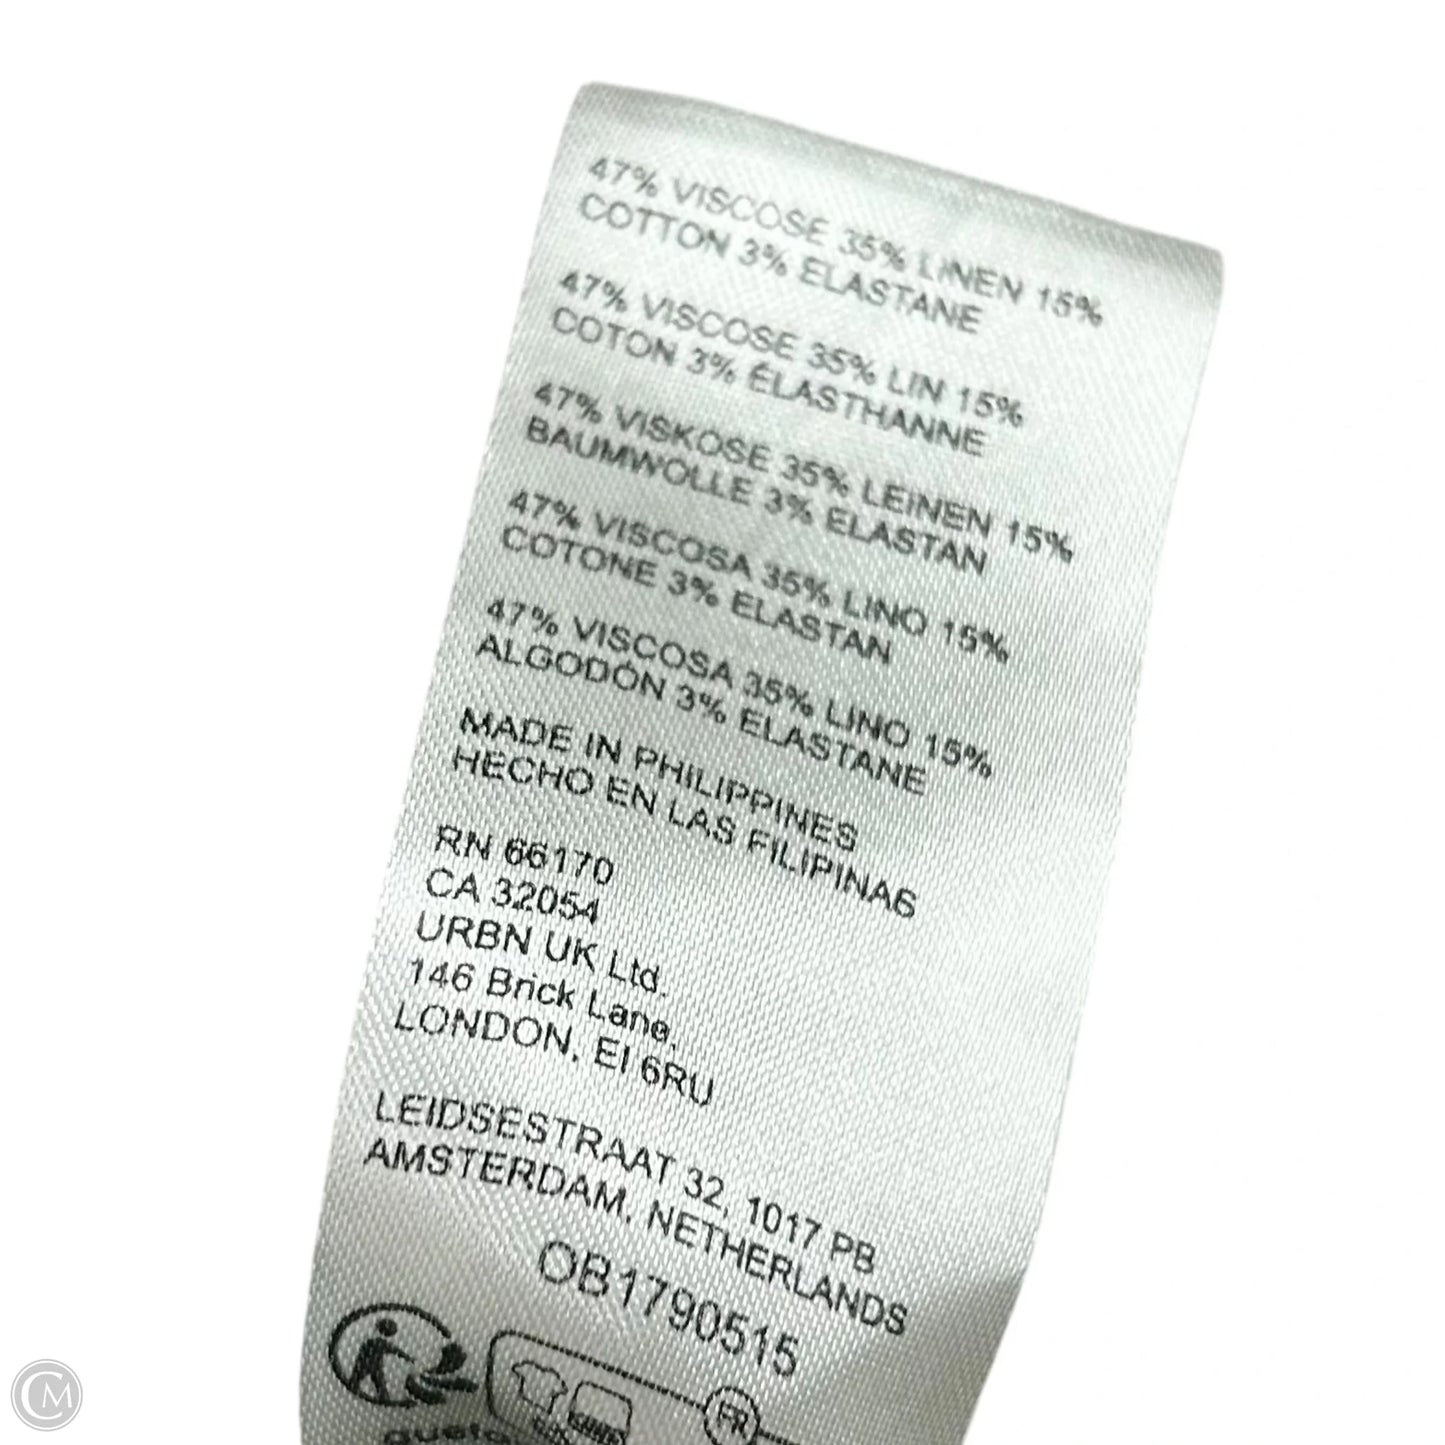 47% VISCOSE 35% LINEN 15%
COTTON 3% ELASTANE
47% VISCOSE 35% LIN 15%
COTON 3% ÉLASTHANNE
47% VISKOSE 35% LEINEN 15%
BAUMWOLLE 3% ELASTAN
47% VISCOSA 35% LINO 15%
COTONE 3% ELASTAN
47% VISCOSA 35% LINO 15%
ALGODÓN 3% ELASTANE
MADE IN PHILIPPINES
HECHO EN LAS FILIPINAS
RN 66170
CA 32054
URBN UK Ltd.
146 Brick Lane,
LONDON, EI 6RU
LEIDSESTRAAT 32, 1017 PB
AMSTERDAM, NETHERLANDS
OB1790515
FR
CM